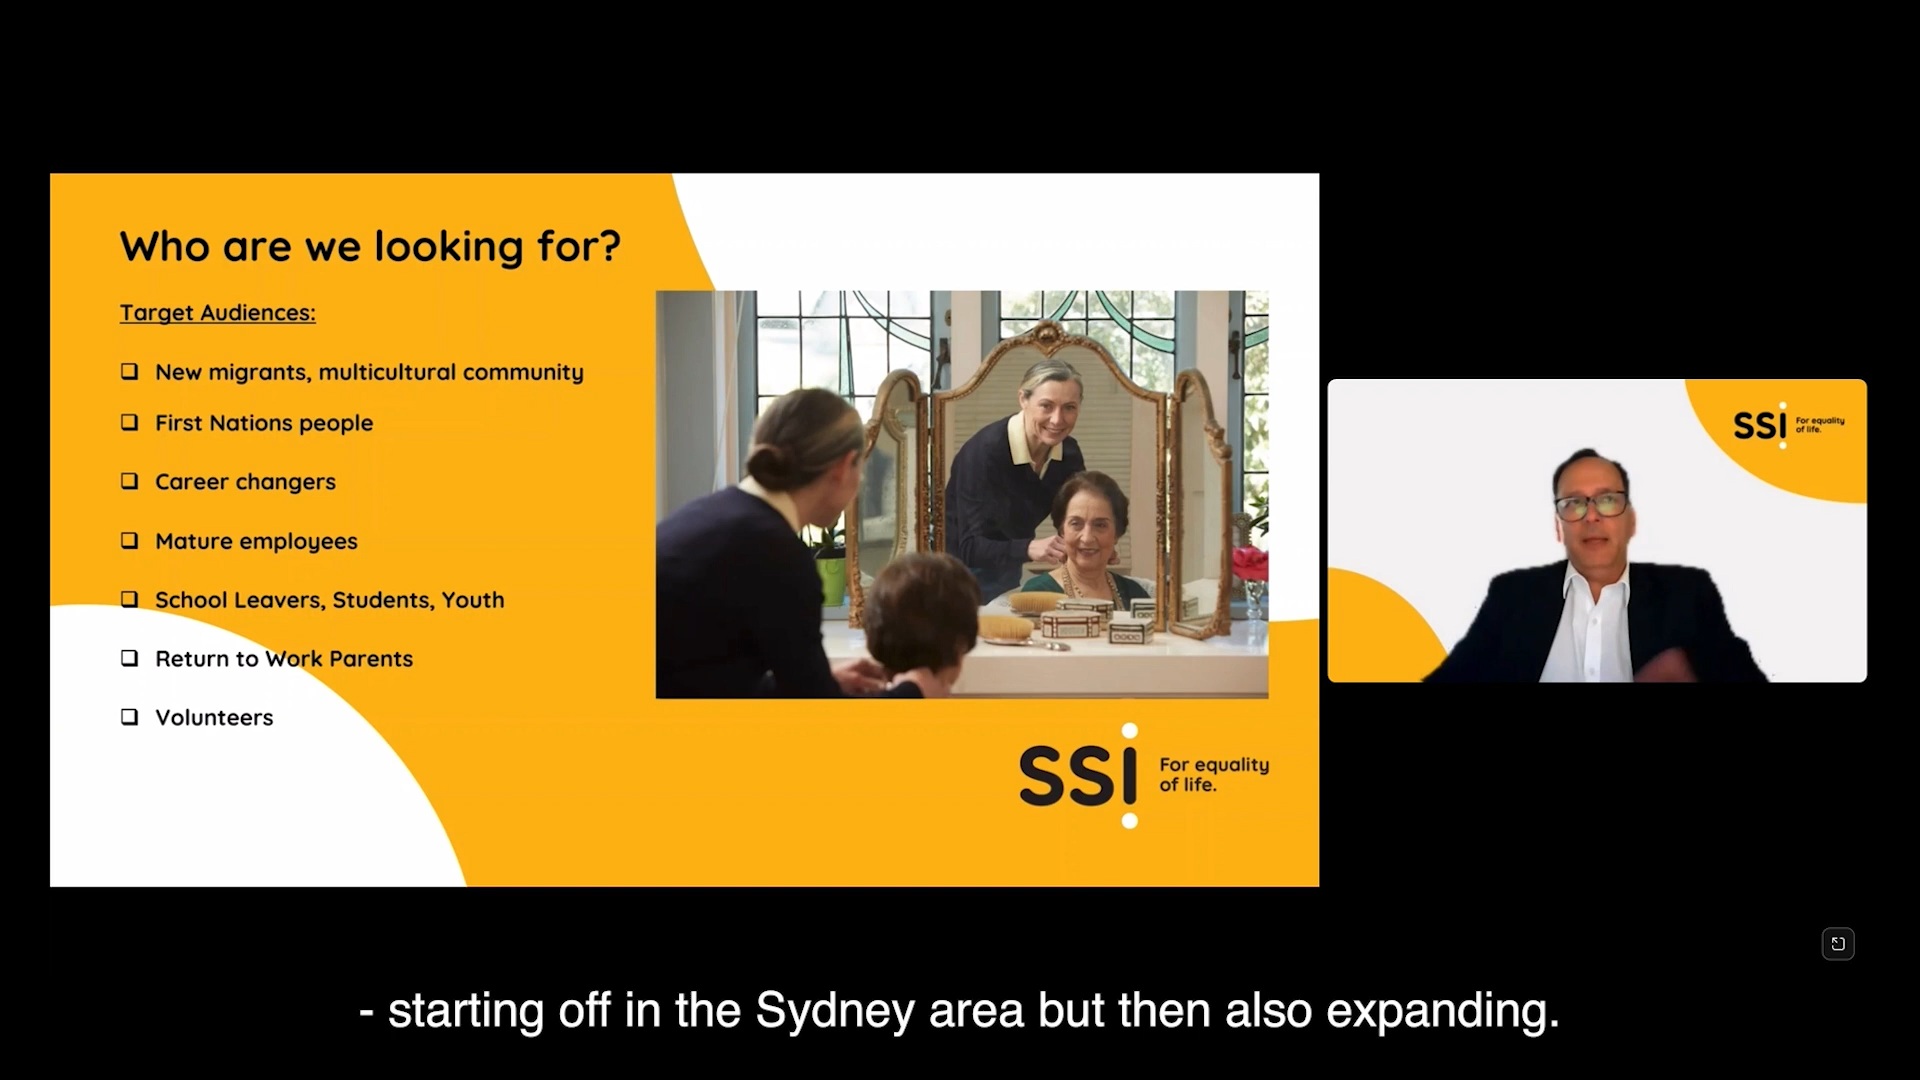 Who are we looking for?
Target Audiences:
New migrants, multicultural community
First Nations people
Career changers
Mature employees
School Leavers, Students, Youth
Return to Work Parents
Volunteers
SSi
For equality
of life.
SSi
For equality
of life.
- starting off in the Sydney area but then also expanding.